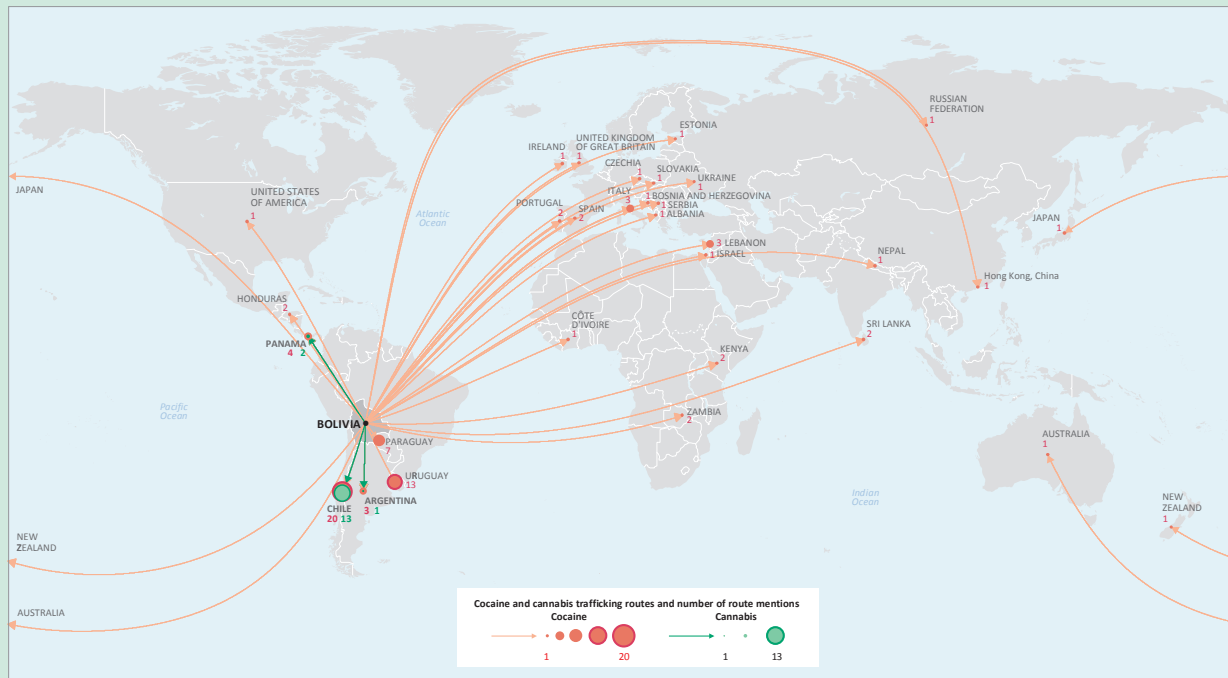 RUSSIAN
FEDERATION
1
ESTONIA
1
UNITED KINGDOM
OF GREAT BRITAIN
1
IRELAND
1
CZECHIA
1
SLOVAKIA
1
UKRAINE
1
ITALY
3
1 BOSNIA AND HERZEGOVINA
1 SERBIA
1 ALBANIA
PORTUGAL
2
SPAIN
2
JAPAN
UNITED STATES
OF AMERICA
1
Atlantic
Ocean
JAPAN
1
3 LEBANON
1 ISRAEL
NEPAL
1
Hong Kong, China
1
HONDURAS
2
CÔTE
D'IVOIRE
1
SRI LANKA
2
PANAMA
4 2
KENYA
2
Pacific
Ocean
BOLIVIA
ZAMBIA
2
PARAGUAY
7
AUSTRALIA
1
URUGUAY
13
ARGENTINA
3 1
CHILE
20 13
Indian
Ocean
NEW
ZEALAND
1
NEW
ZEALAND
AUSTRALIA
Cocaine and cannabis trafficking routes and number of route mentions
Cocaine Cannabis
1 20 1 13